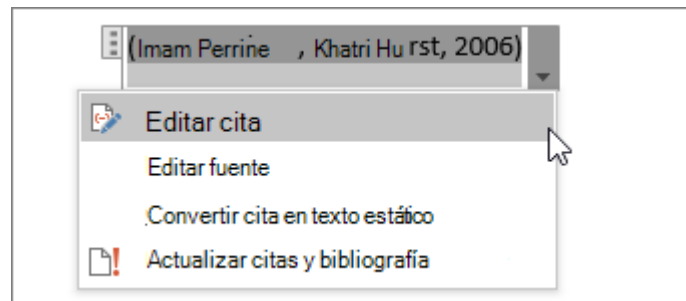 (Imam Perrine , Khatri Hu rst, 2006)
Editar cita
Editar fuente
Convertir cita en texto estático
Actualizar citas y bibliografía